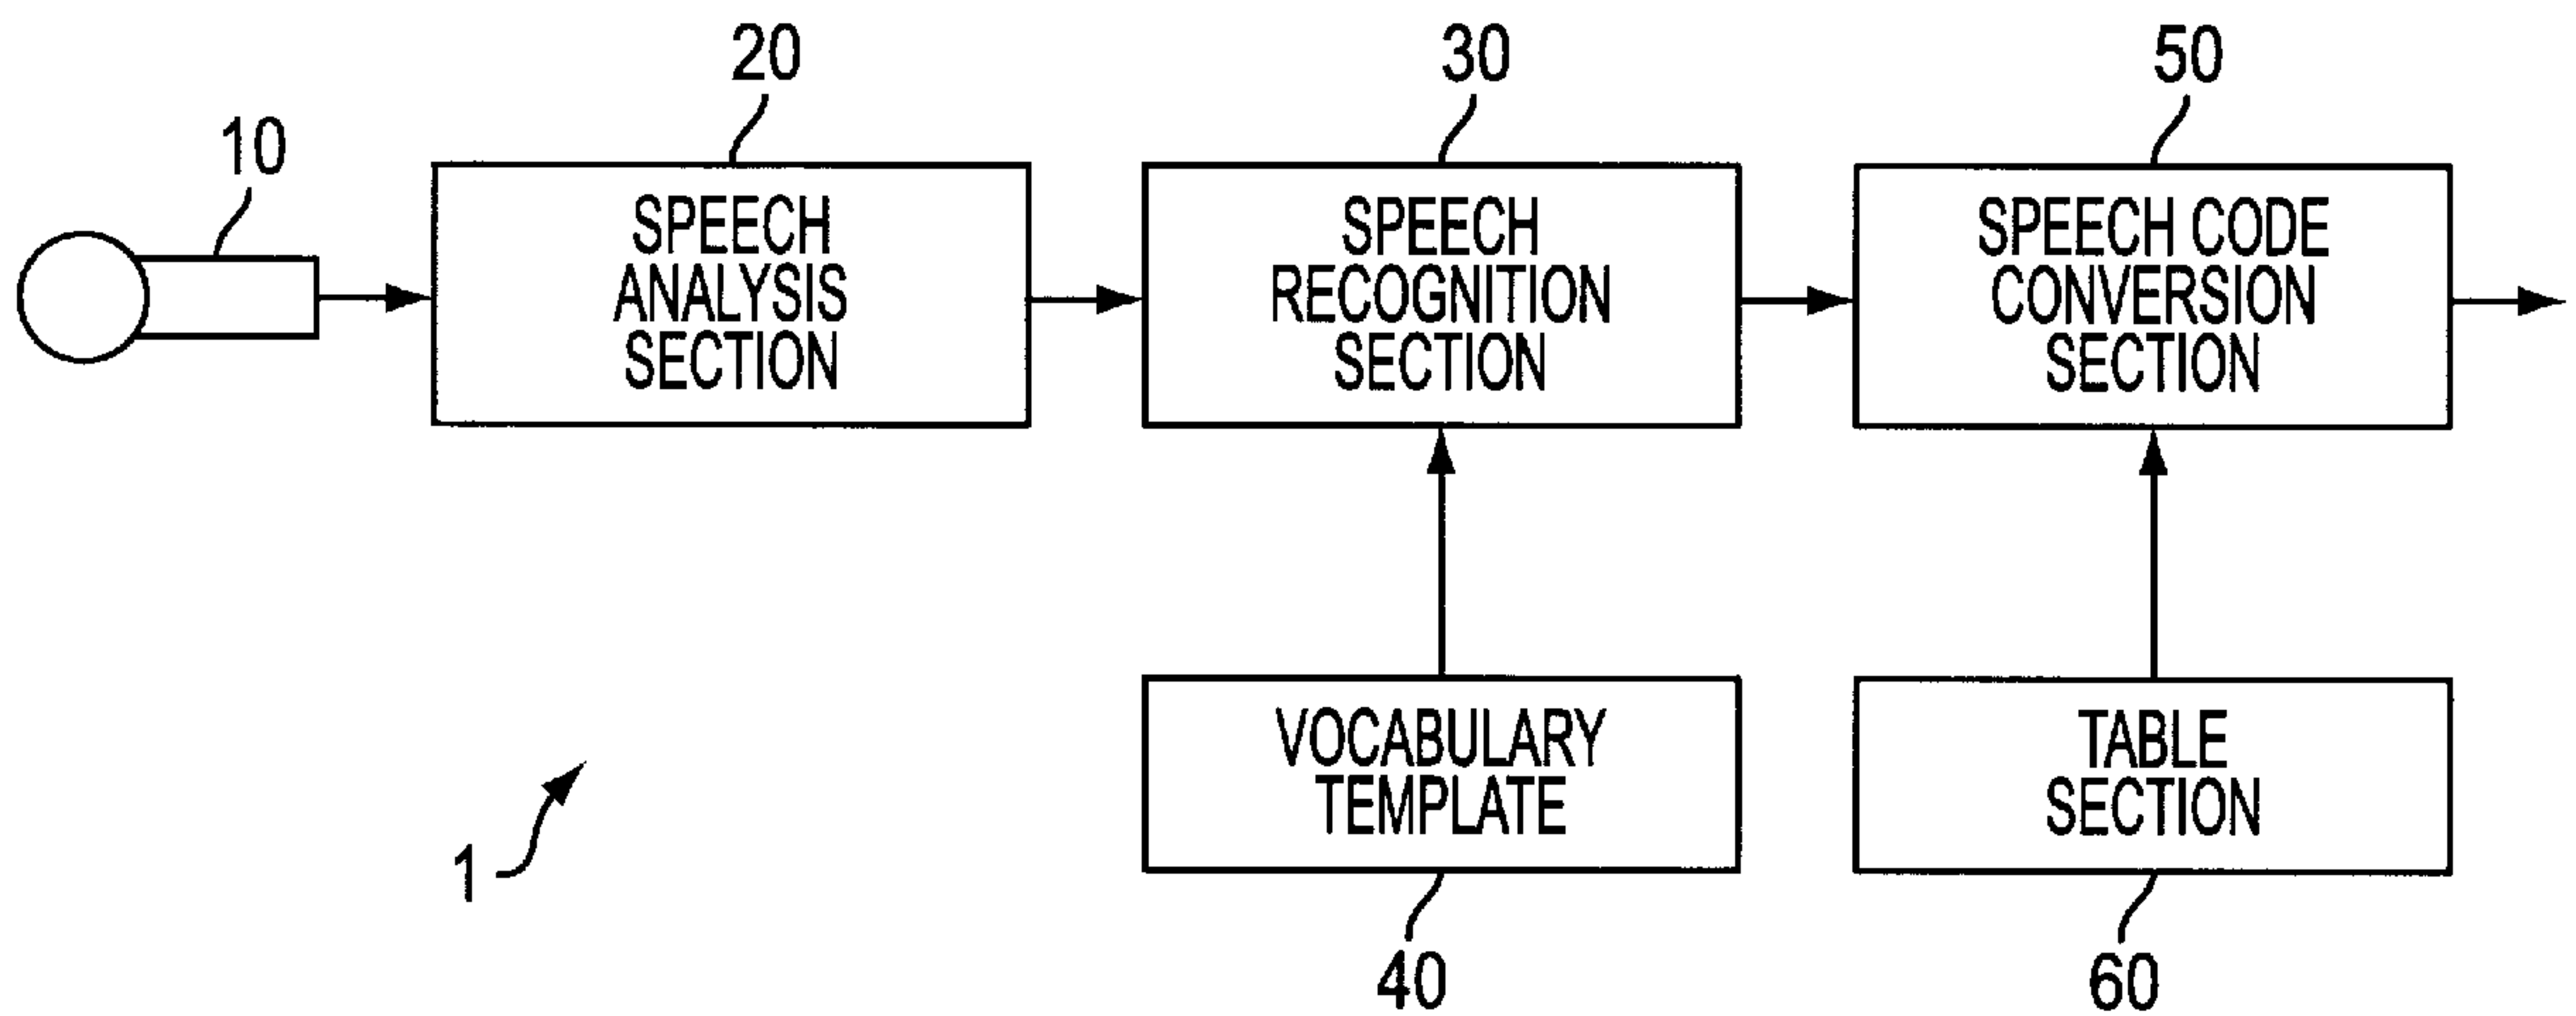 20
30
50
10
SPEECH
ANALYSIS
SECTION
SPEECH
RECOGNITION
SECTION
SPEECH CODE
CONVERSION
SECTION
VOCABULARY
TEMPLATE
TABLE
SECTION
1
40
60